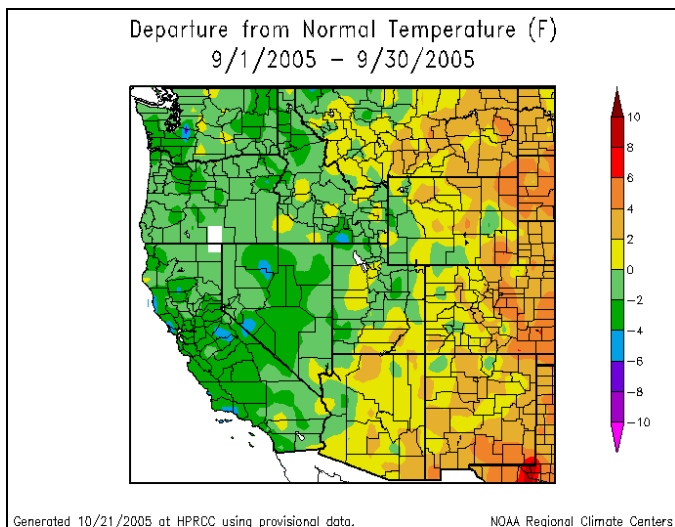 Departure from Normal Temperature (F)
9/1/2005 – 9/30/2005
10
8
6
4
2
0
−2
−4
−6
−8
−10
Generated 10/21/2005 at HPRCC using provisional data.
NOAA Regional Climate Centers